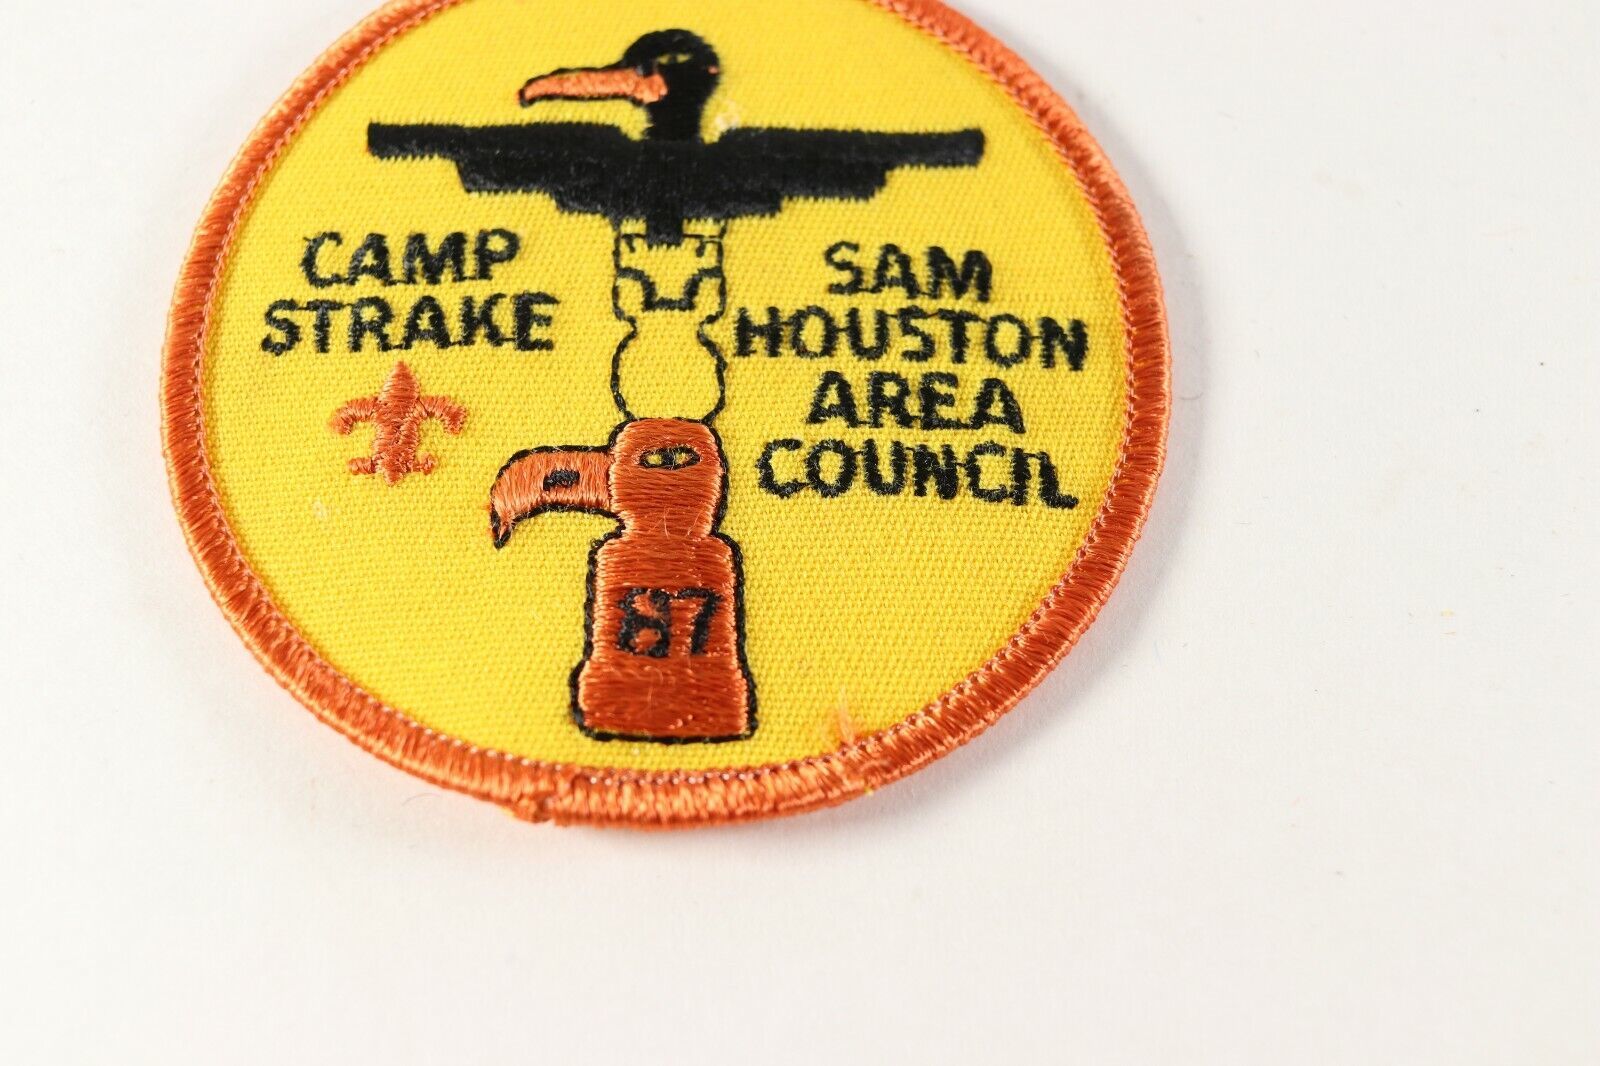 CAMP
STRAKE
SAM
HOUSTON
AREA
COUNCIL
87